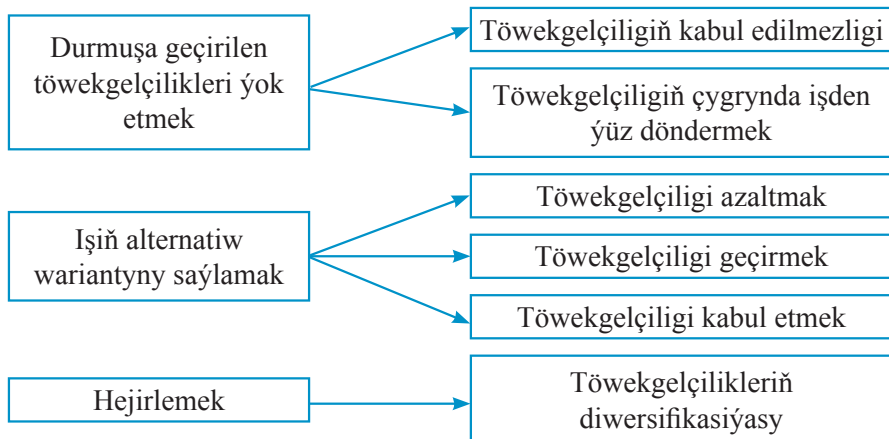 Durmuşa geçirilen
töwekgelçilikleri ýok
etmek
Töwekgelçiligiň kabul edilmezligi
Töwekgelçiligiň çygrynda işden
ýüz döndermek
Işiň alternatiw
wariantyny saýlamak
Töwekgelçiligi azaltmak
Töwekgelçiligi geçirmek
Töwekgelçiligi kabul etmek
Hejirlemek
Töwekgelçilikleriň
diwersifikasiýasy